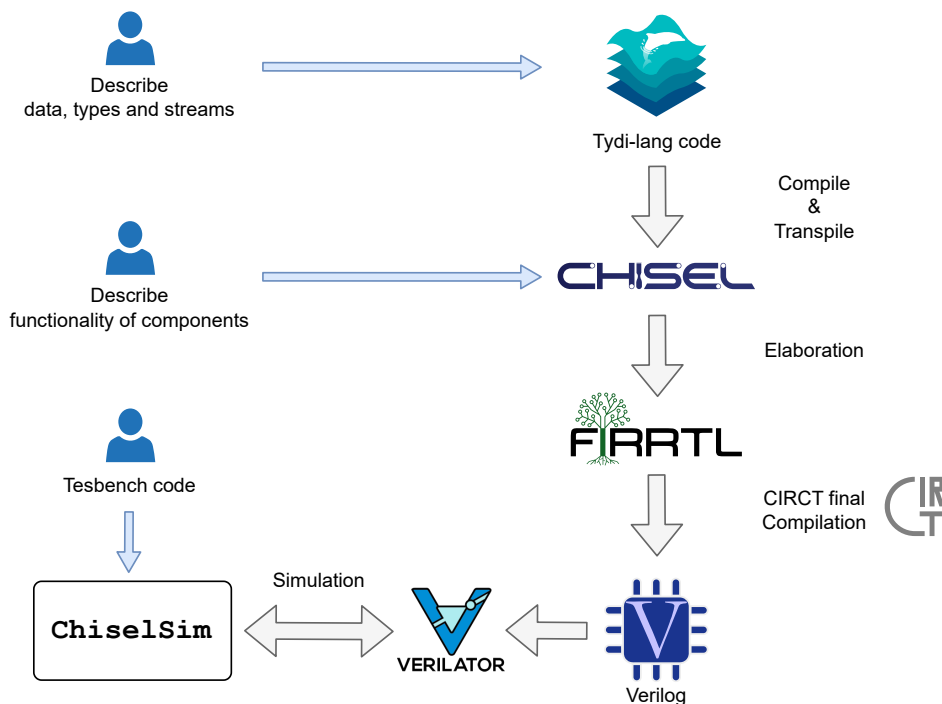 Describe
data, types and streams
Tydi-lang code
Compile
&
Transpile
Describe
functionality of components
CHISEL
Elaboration
FIRRTL
Tesbench code
CIRCT final
Compilation
CIR
T
Simulation
ChiselSim
VERILATOR
V
Verilog